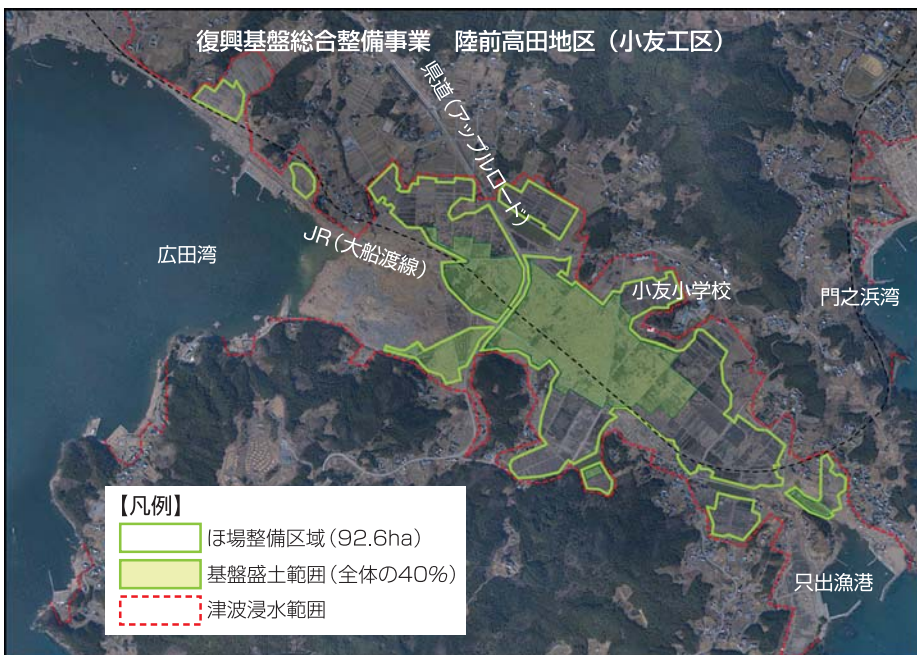 復興基盤総合整備事業　陸前高田地区（小友工区）
県道（アップルロード）
JR（大船渡線）
広田湾
小友小学校
門之浜湾
只出漁港
【凡例】
ほ場整備区域（92.6ha）
基盤盛土範囲（全体の40%）
津波浸水範囲